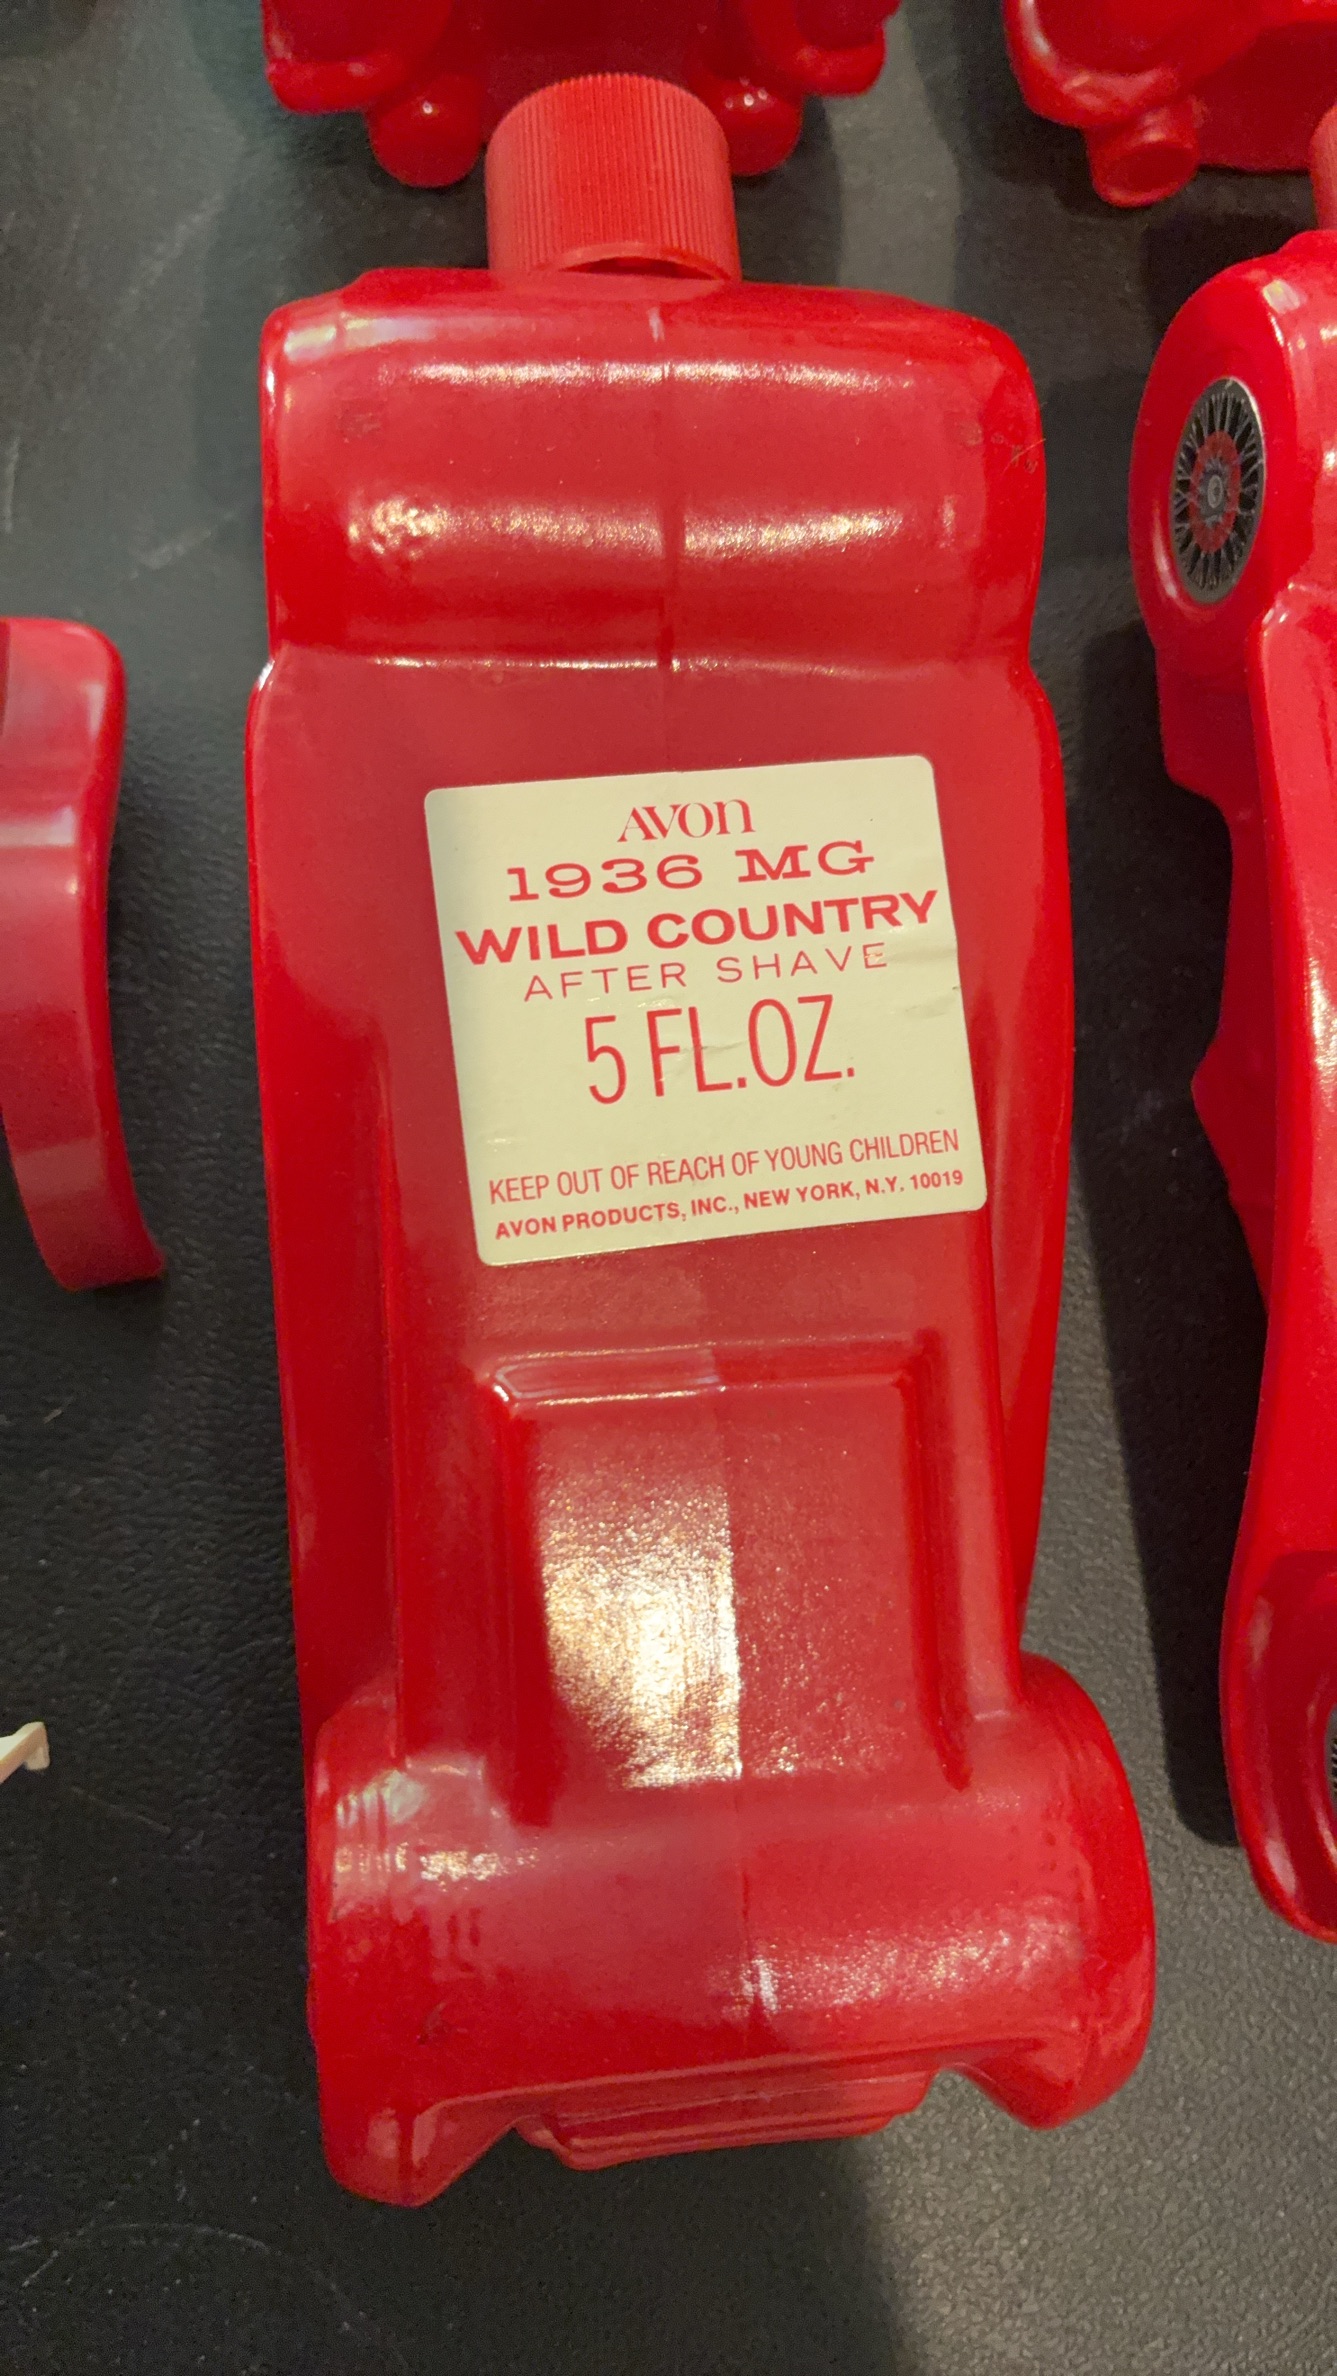 AVON
1936 MG
WILD COUNTRY
AFTER SHAVE
5 FL.OZ.
KEEP OUT OF REACH OF YOUNG CHILDREN
AVON PRODUCTS, INC., NEW YORK, N.Y. 10019